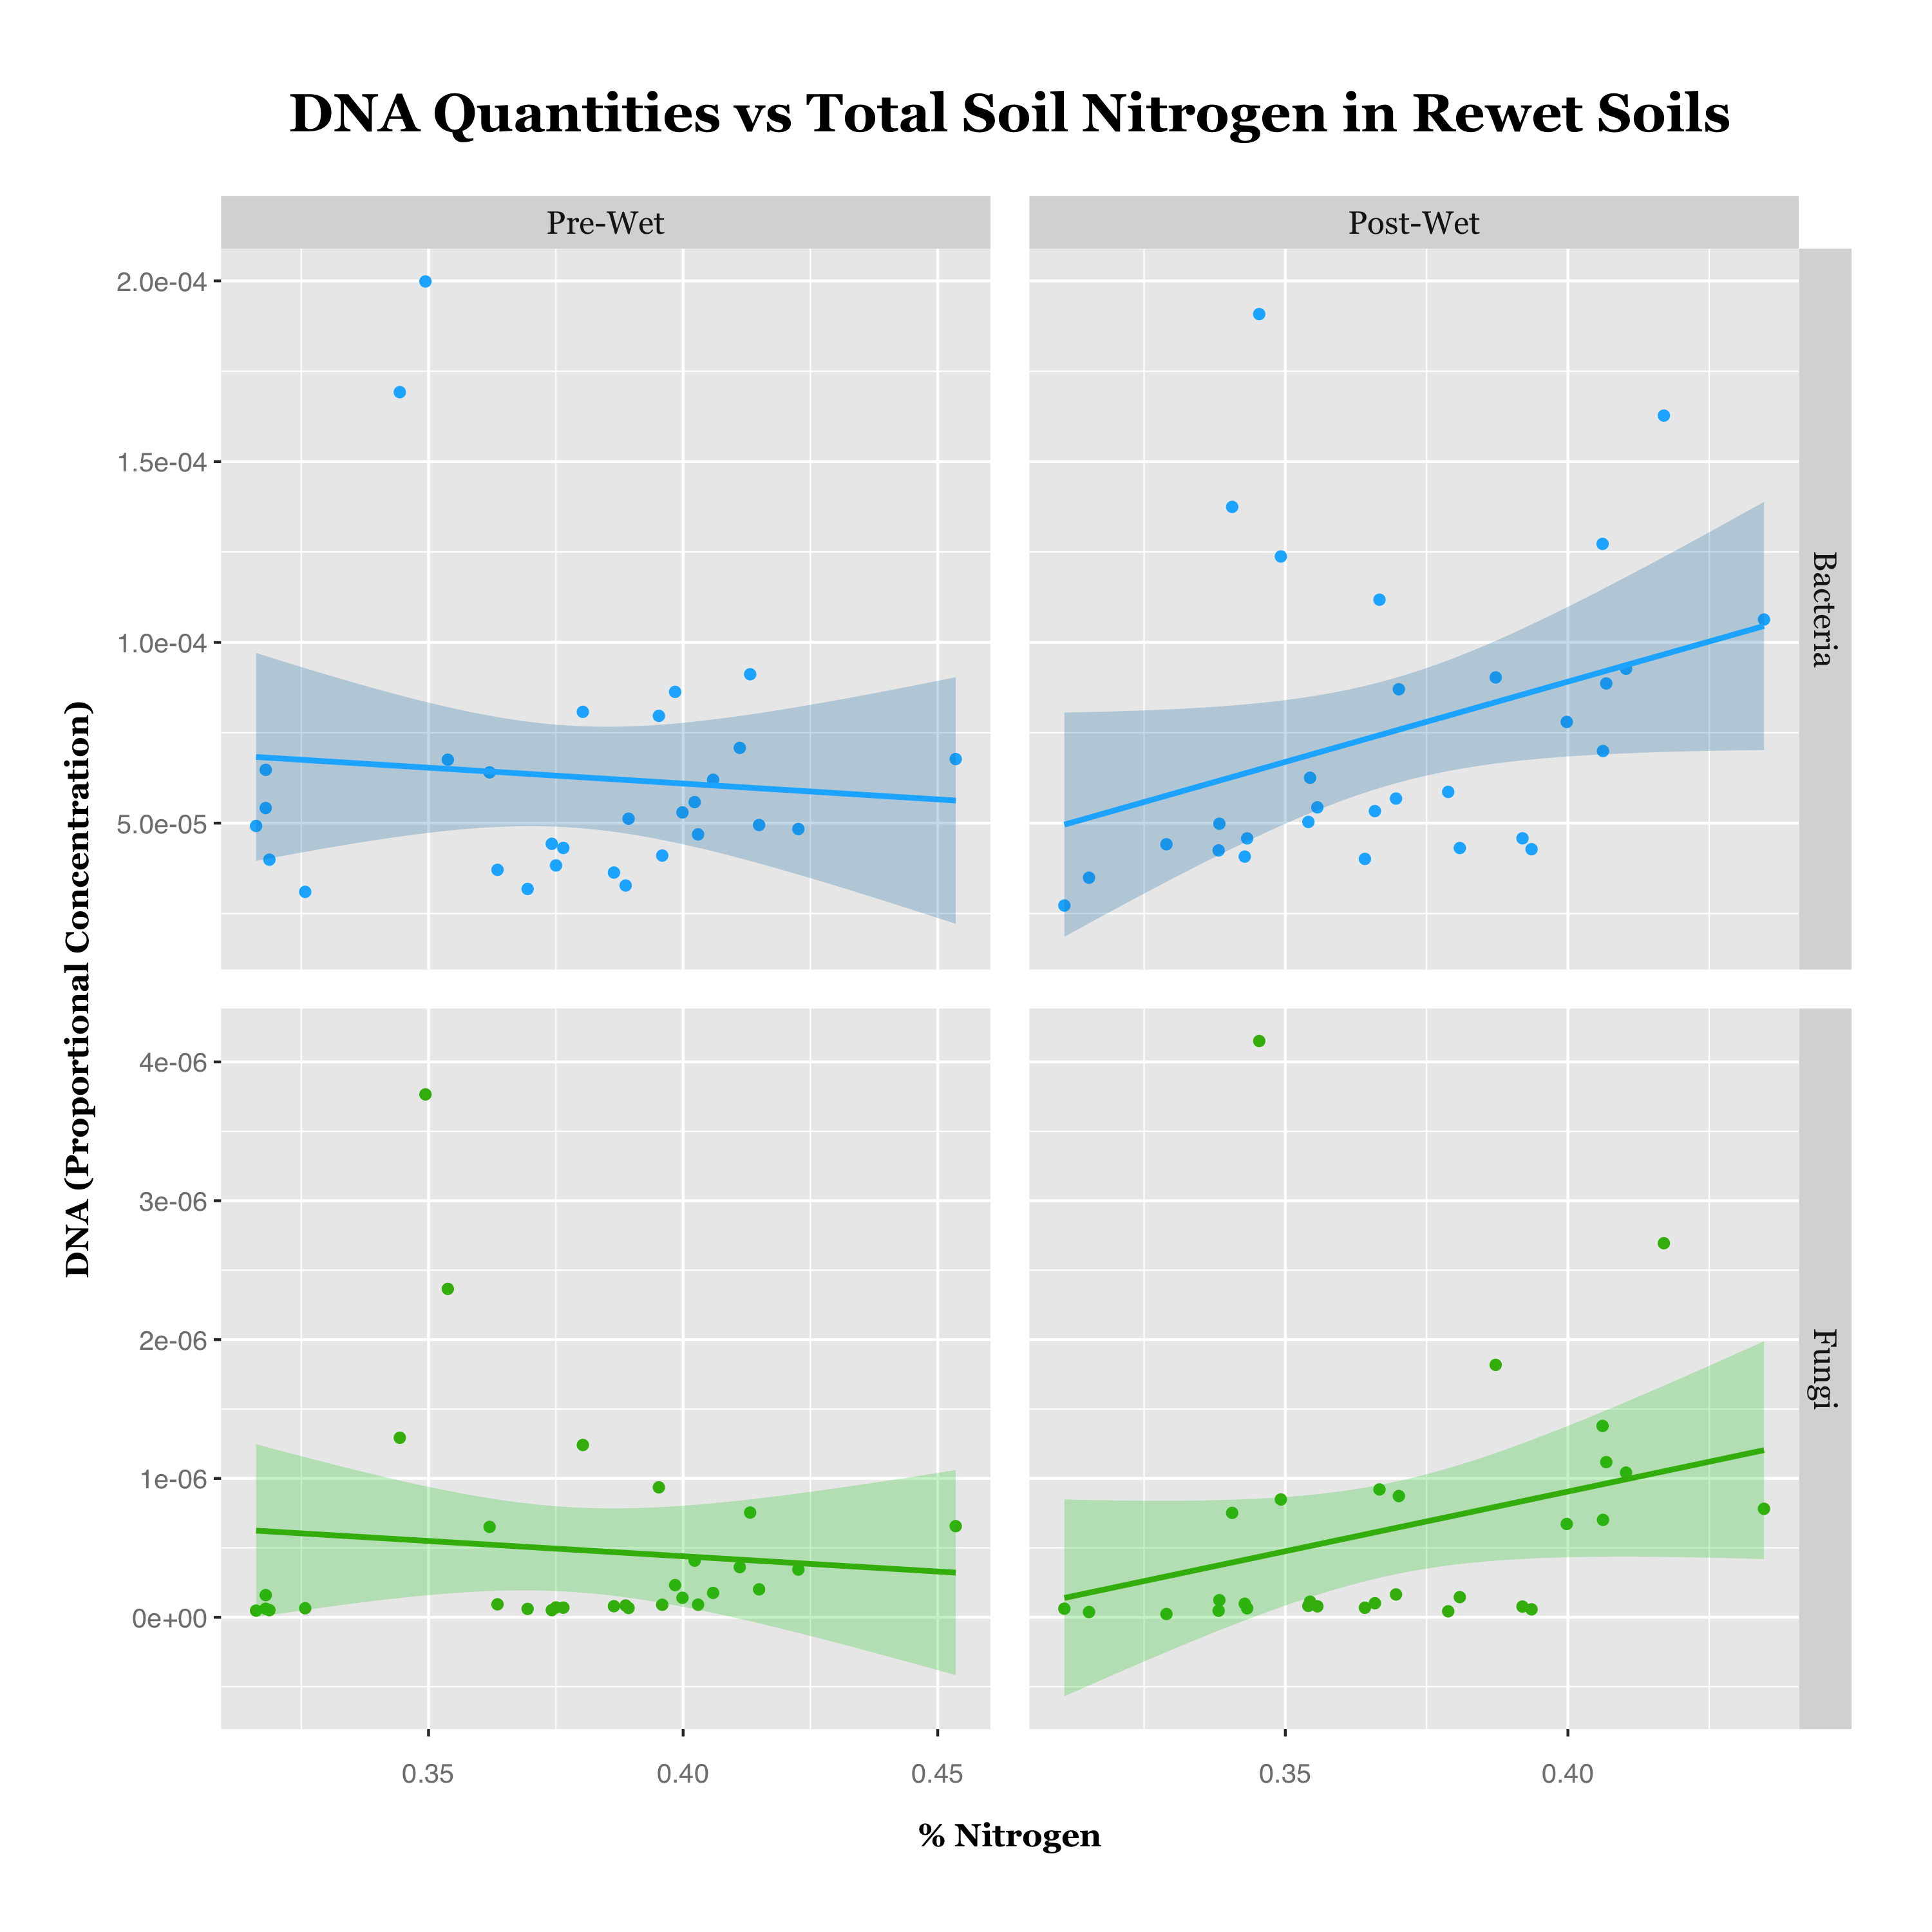 DNA Quantities vs Total Soil Nitrogen in Rewet Soils
Pre-Wet
Post-Wet
2.0e-04
1.5e-04
1.0e-04
5.0e-05
Bacteria
DNA (Proportional Concentration)
4e-06
3e-06
2e-06
1e-06
0e+00
Fungi
0.35
0.40
0.45
0.35
0.40
% Nitrogen